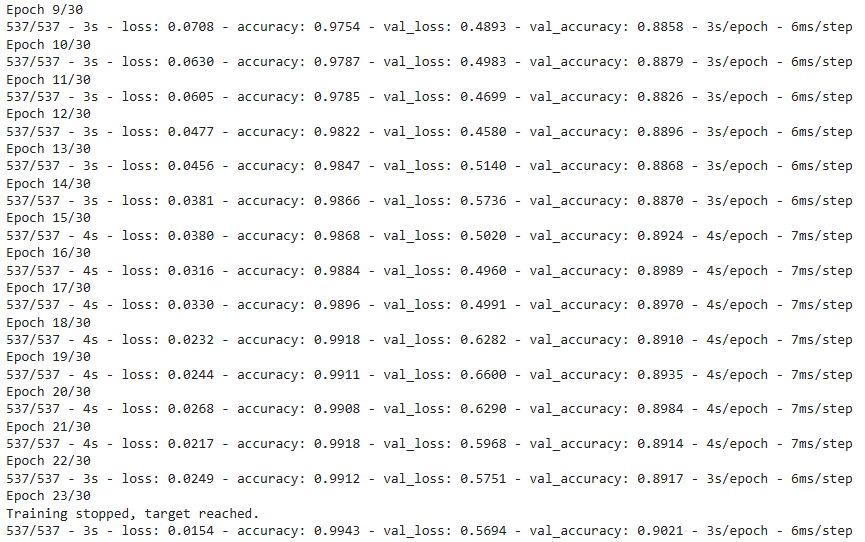 Epoch 9/30
537/537 - 3s - loss: 0.0708 - accuracy: 0.9754 - val_loss: 0.4893 - val_accuracy: 0.8858 - 3s/epoch - 6ms/step
Epoch 10/30
537/537 - 3s - loss: 0.0630 - accuracy: 0.9787 - val_loss: 0.4983 - val_accuracy: 0.8879 - 3s/epoch - 6ms/step
Epoch 11/30
537/537 - 3s - loss: 0.0605 - accuracy: 0.9785 - val_loss: 0.4699 - val_accuracy: 0.8826 - 3s/epoch - 6ms/step
Epoch 12/30
537/537 - 3s - loss: 0.0477 - accuracy: 0.9822 - val_loss: 0.4580 - val_accuracy: 0.8896 - 3s/epoch - 6ms/step
Epoch 13/30
537/537 - 3s - loss: 0.0456 - accuracy: 0.9847 - val_loss: 0.5140 - val_accuracy: 0.8868 - 3s/epoch - 6ms/step
Epoch 14/30
537/537 - 3s - loss: 0.0381 - accuracy: 0.9866 - val_loss: 0.5736 - val_accuracy: 0.8870 - 3s/epoch - 6ms/step
Epoch 15/30
537/537 - 4s - loss: 0.0380 - accuracy: 0.9868 - val_loss: 0.5020 - val_accuracy: 0.8924 - 4s/epoch - 7ms/step
Epoch 16/30
537/537 - 4s - loss: 0.0316 - accuracy: 0.9884 - val_loss: 0.4960 - val_accuracy: 0.8989 - 4s/epoch - 7ms/step
Epoch 17/30
537/537 - 4s - loss: 0.0330 - accuracy: 0.9896 - val_loss: 0.4991 - val_accuracy: 0.8970 - 4s/epoch - 7ms/step
Epoch 18/30
537/537 - 4s - loss: 0.0232 - accuracy: 0.9918 - val_loss: 0.6282 - val_accuracy: 0.8910 - 4s/epoch - 7ms/step
Epoch 19/30
537/537 - 4s - loss: 0.0244 - accuracy: 0.9911 - val_loss: 0.6600 - val_accuracy: 0.8935 - 4s/epoch - 7ms/step
Epoch 20/30
537/537 - 4s - loss: 0.0268 - accuracy: 0.9908 - val_loss: 0.6290 - val_accuracy: 0.8984 - 4s/epoch - 7ms/step
Epoch 21/30
537/537 - 4s - loss: 0.0217 - accuracy: 0.9918 - val_loss: 0.5968 - val_accuracy: 0.8914 - 4s/epoch - 7ms/step
Epoch 22/30
537/537 - 3s - loss: 0.0249 - accuracy: 0.9912 - val_loss: 0.5751 - val_accuracy: 0.8917 - 3s/epoch - 6ms/step
Epoch 23/30
Training stopped, target reached.
537/537 - 3s - loss: 0.0154 - accuracy: 0.9943 - val_loss: 0.5694 - val_accuracy: 0.9021 - 3s/epoch - 6ms/step